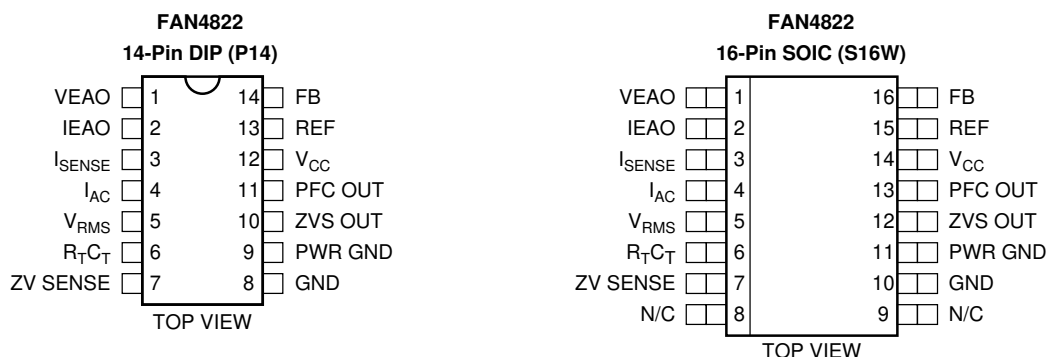 FAN4822
14-Pin DIP (P14)
VEAO 1 14 FB
IEAO 2 13 REF
ISENSE 3 12 VCC
IAC 4 11 PFC OUT
VRMS 5 10 ZVS OUT
RTCT 6 9 PWR GND
ZV SENSE 7 8 GND
TOP VIEW
FAN4822
16-Pin SOIC (S16W)
VEAO 1 16 FB
IEAO 2 15 REF
ISENSE 3 14 VCC
IAC 4 13 PFC OUT
VRMS 5 12 ZVS OUT
RTCT 6 11 PWR GND
ZV SENSE 7 10 GND
N/C 8 9 N/C
TOP VIEW